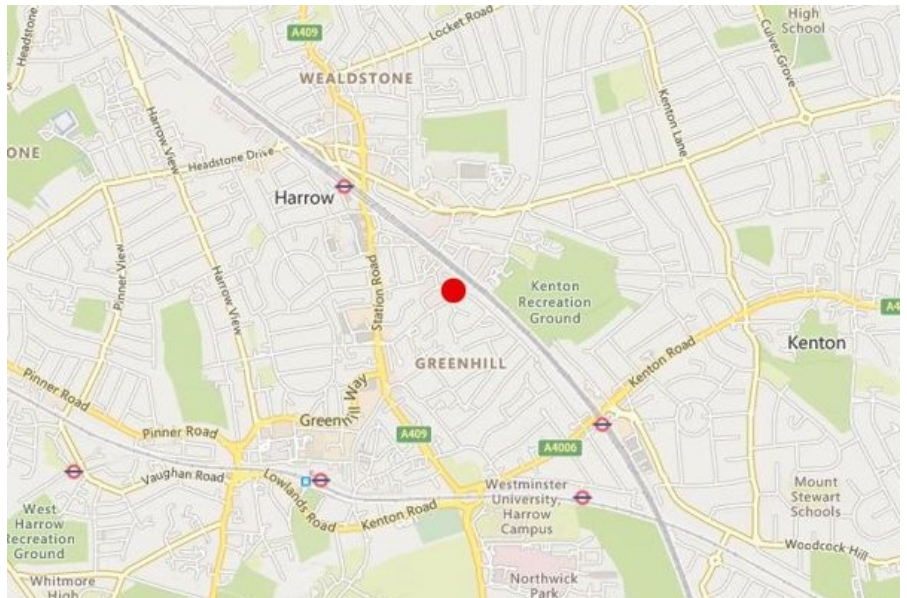 Headstone
A409
Locket Road
High
School
WEALDSTONE
Culver Grove
Harrow View
Kenton Lane
ONE
Headstone Drive
Harrow
Pinner View
Harrow View
Station Road
Kenton
Recreation
Ground
A4
Kenton
GREENHILL
Kenton Road
Pinner Road
Greenhill Way
Pinner Road
A409
A4006
Vaughan Road
Lowlands Road
Westminster
University,
Harrow
Campus
Mount
Stewart
Schools
West
Harrow
Recreation
Ground
Kenton Road
Woodcock Hill
Whitmore
High
Northwick
Park